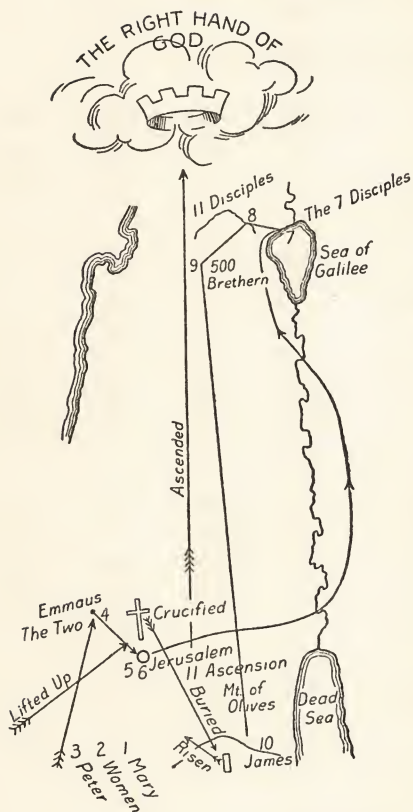 THE RIGHT HAND OF
GOD
11 Disciples
8
The 7 Disciples
7
Sea of
Galilee
9
500
Brethern
Ascended
Emmaus
The Two
4
Crucified
Lifted Up
5 6 Jerusalem
11 Ascension
Mt. of
Olives
Buried
Dead
Sea
Risen
10
James
3 Peter
2 Women
1 Mary